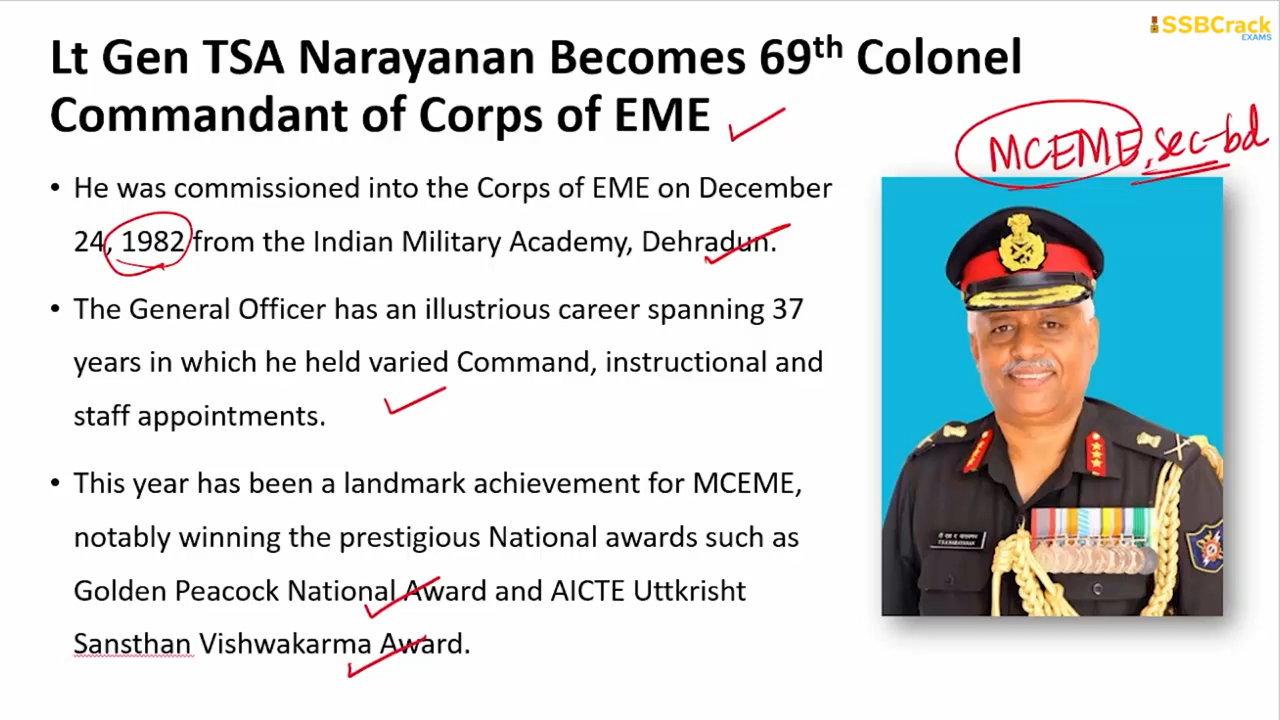 SSBCrack
EXAMS
Lt Gen TSA Narayanan Becomes 69th Colonel
Commandant of Corps of EME
MCEME, sec-bd
• He was commissioned into the Corps of EME on December
24, 1982 from the Indian Military Academy, Dehradun.
• The General Officer has an illustrious career spanning 37
years in which he held varied Command, instructional and
staff appointments.
• This year has been a landmark achievement for MCEME,
notably winning the prestigious National awards such as
Golden Peacock National Award and AICTE Uttkrisht
Sansthan Vishwakarma Award.